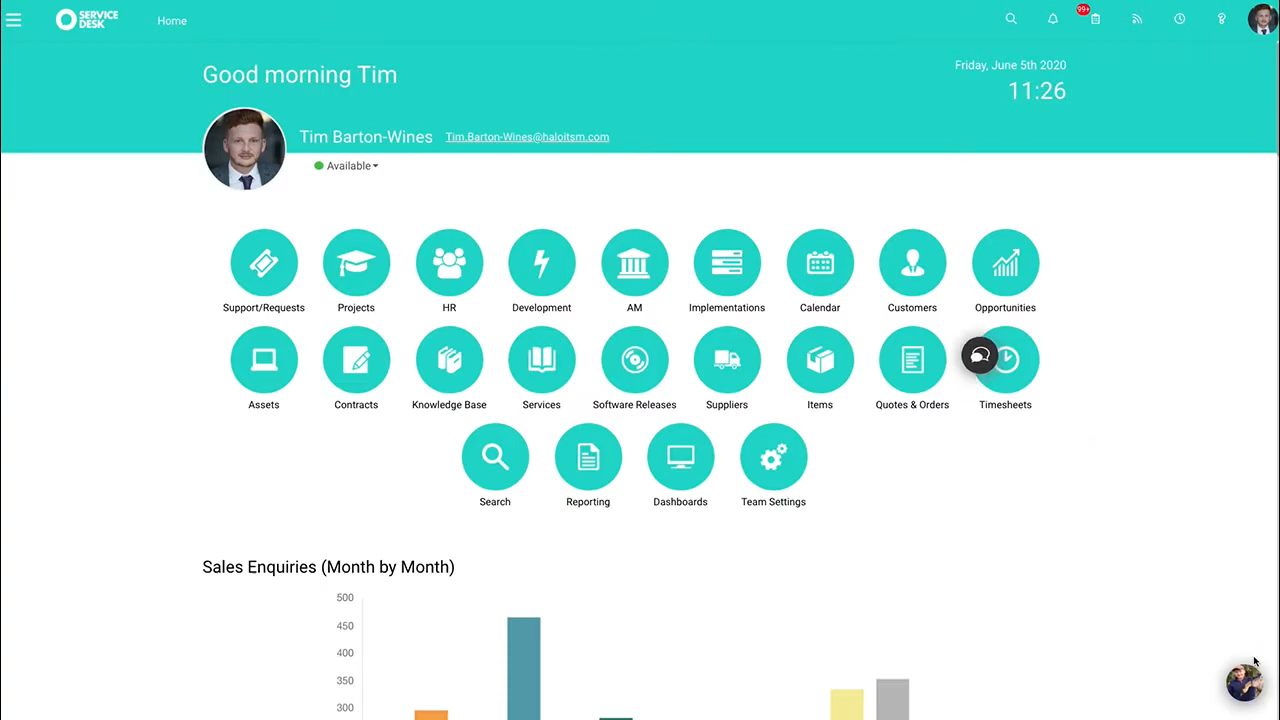 SERVICE
DESK
Home
99+
Good morning Tim
Friday, June 5th 2020
11:26
Tim Barton-Wines Tim.Barton-Wines@haloitsm.com
Available
Support/Requests Projects HR Development AM Implementations Calendar Customers Opportunities
Assets Contracts Knowledge Base Services Software Releases Suppliers Items Quotes & Orders Timesheets
Search Reporting Dashboards Team Settings
Sales Enquiries (Month by Month)
500
450
400
350
300